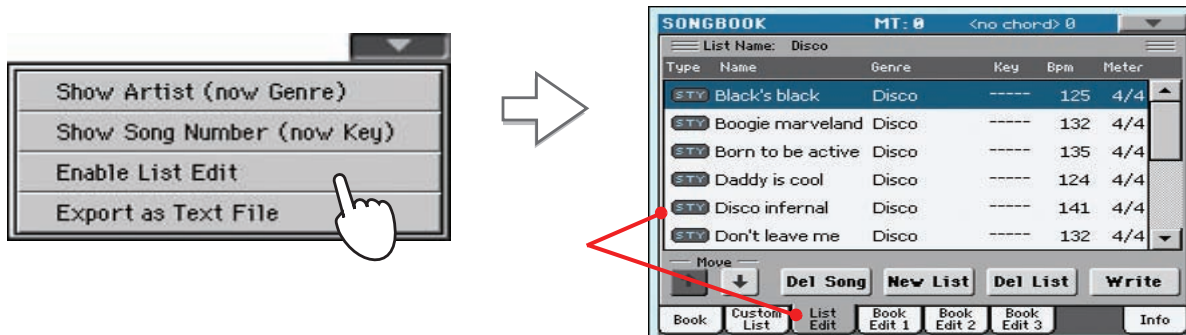 Show Artist (now Genre)
Show Song Number (now Key)
Enable List Edit
Export as Text File
SONGBOOK MT: 0 <no chord> 0
List Name: Disco
Type Name Genre Key Bpm Meter
STY Black's black Disco ----- 125 4/4
STY Boogie marveland Disco ----- 132 4/4
STY Born to be active Disco ----- 135 4/4
STY Daddy is cool Disco ----- 124 4/4
STY Disco infernal Disco ----- 141 4/4
STY Don't leave me Disco ----- 132 4/4
Move
Del Song New List Del List Write
Book Custom List List Edit Book Edit 1 Book Edit 2 Book Edit 3 Info